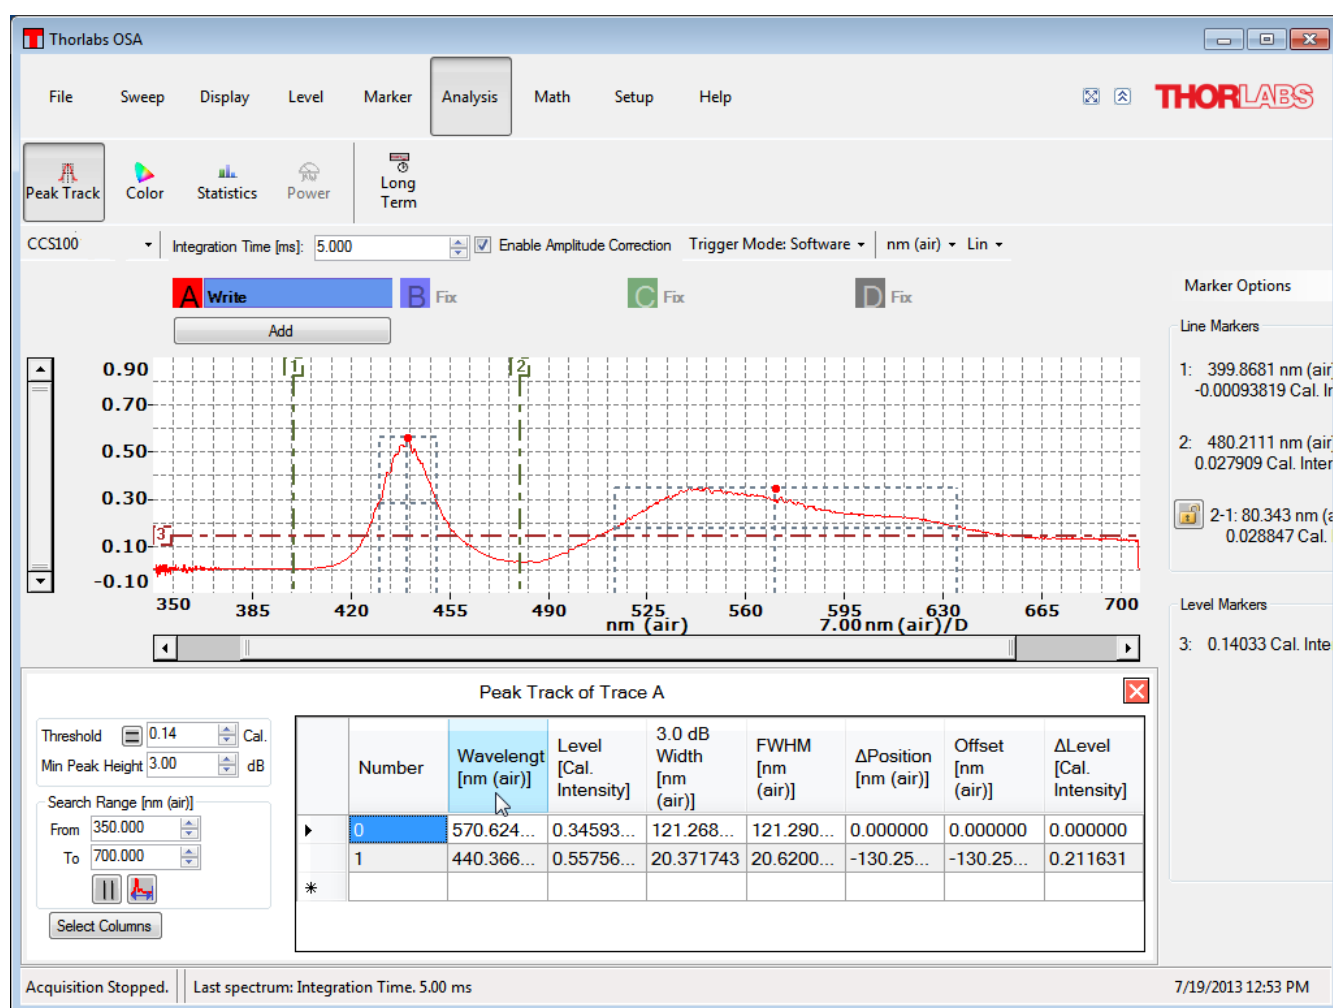 Thorlabs OSA
File Sweep Display Level Marker Analysis Math Setup Help
THORLABS
Peak Track Color Statistics Power Long Term
CCS100 Integration Time [ms]: 5.000 Enable Amplitude Correction Trigger Mode: Software nm (air) Lin
A Write B Fix C Fix D Fix
Add
Marker Options
Line Markers
1: 399.8681 nm (air)
-0.00093819 Cal. In
2: 480.2111 nm (air)
0.027909 Cal. Inten
2-1: 80.343 nm (a
0.028847 Cal.
Level Markers
3: 0.14033 Cal. Inte
0.90
0.70
0.50
0.30
0.10
-0.10
1 2
3
350 385 420 455 490 525 560 595 630 665 700
nm (air) 7.00 nm (air)/D
Peak Track of Trace A
Threshold 0.14 Cal.
Min Peak Height 3.00 dB
Search Range [nm (air)]
From 350.000
To 700.000
Select Columns
Number Wavelengt [nm (air)] Level [Cal. Intensity] 3.0 dB Width [nm (air)] FWHM [nm (air)] ΔPosition [nm (air)] Offset [nm (air)] ΔLevel [Cal. Intensity]
0 570.624... 0.34593... 121.268... 121.290... 0.000000 0.000000 0.000000
1 440.366... 0.55756... 20.371743 20.6200... -130.25... -130.25... 0.211631
Acquisition Stopped. Last spectrum: Integration Time. 5.00 ms 7/19/2013 12:53 PM